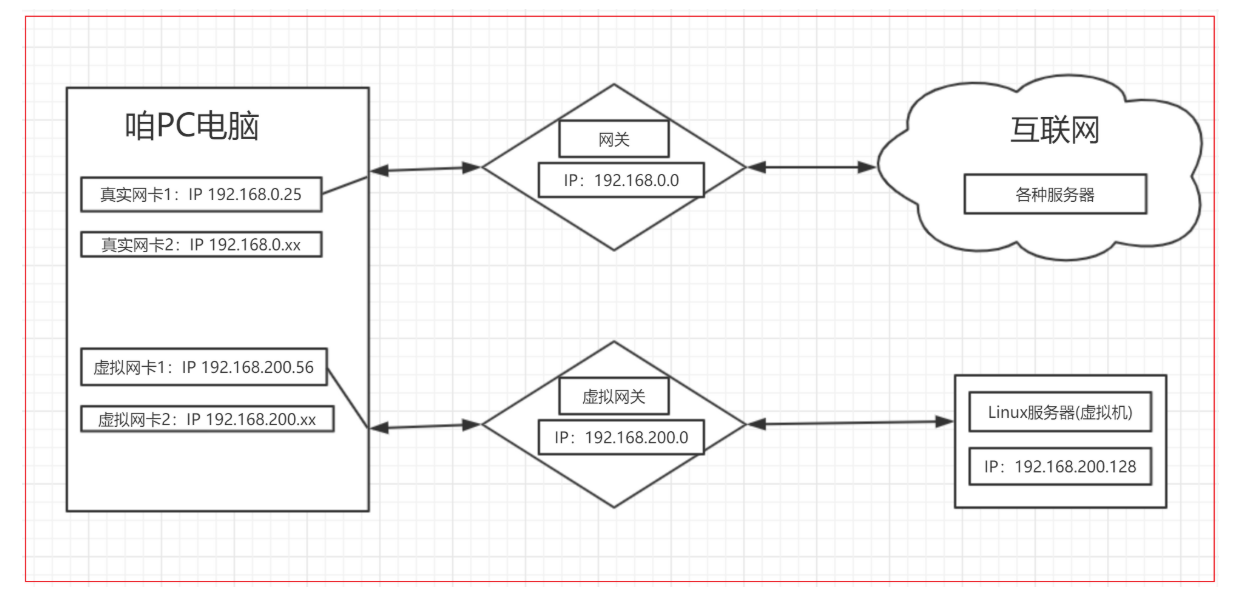 咱PC电脑
真实网卡1：IP 192.168.0.25
真实网卡2：IP 192.168.0.xx
虚拟网卡1：IP 192.168.200.56
虚拟网卡2：IP 192.168.200.xx
网关
IP：192.168.0.0
虚拟网关
IP：192.168.200.0
互联网
各种服务器
Linux服务器(虚拟机)
IP：192.168.200.128